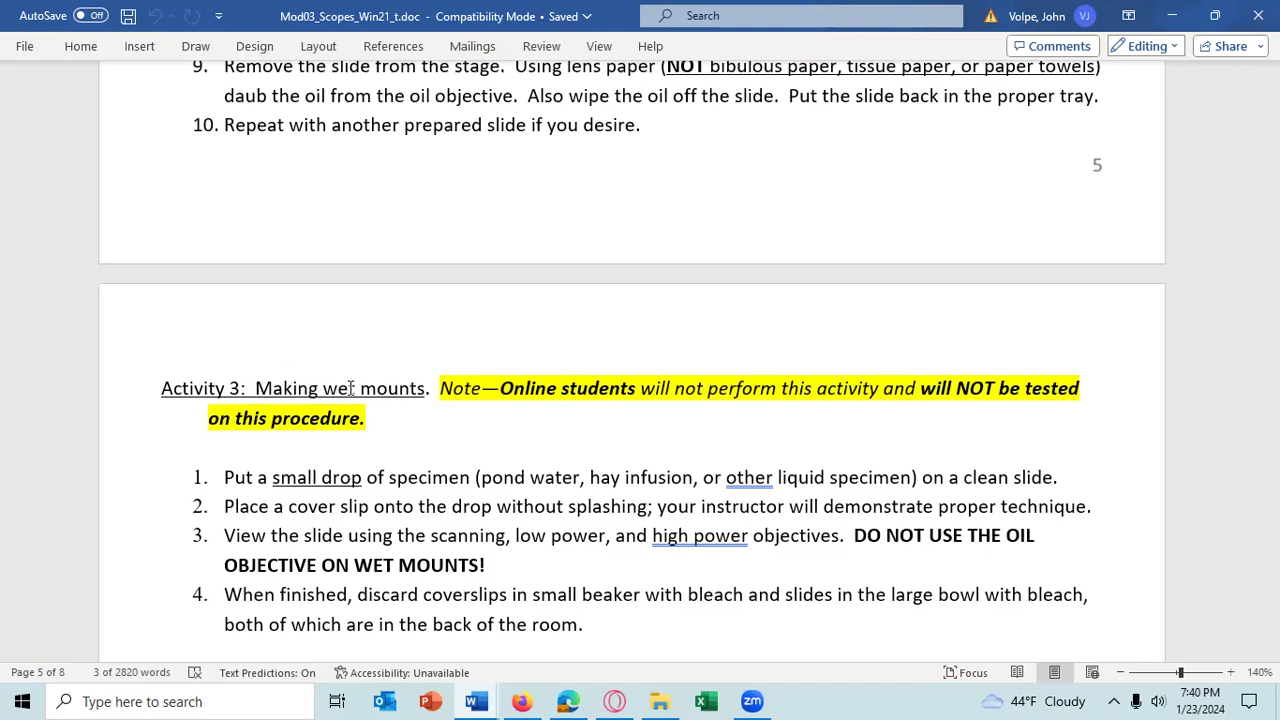 AutoSave Off Mod03_Scopes_Win21_t.doc - Compatibility Mode • Saved Search Volpe, John VJ
File Home Insert Draw Design Layout References Mailings Review View Help Comments Editing Share
9. Remove the slide from the stage. Using lens paper (NOT bibulous paper, tissue paper, or paper towels)
daub the oil from the oil objective. Also wipe the oil off the slide. Put the slide back in the proper tray.
10. Repeat with another prepared slide if you desire.
5
Activity 3: Making wet mounts. Note—Online students will not perform this activity and will NOT be tested
on this procedure.
1. Put a small drop of specimen (pond water, hay infusion, or other liquid specimen) on a clean slide.
2. Place a cover slip onto the drop without splashing; your instructor will demonstrate proper technique.
3. View the slide using the scanning, low power, and high power objectives. DO NOT USE THE OIL
OBJECTIVE ON WET MOUNTS!
4. When finished, discard coverslips in small beaker with bleach and slides in the large bowl with bleach,
both of which are in the back of the room.
Page 5 of 8 3 of 2820 words Text Predictions: On Accessibility: Unavailable Focus 140%
Type here to search 44°F Cloudy 7:40 PM
1/23/2024